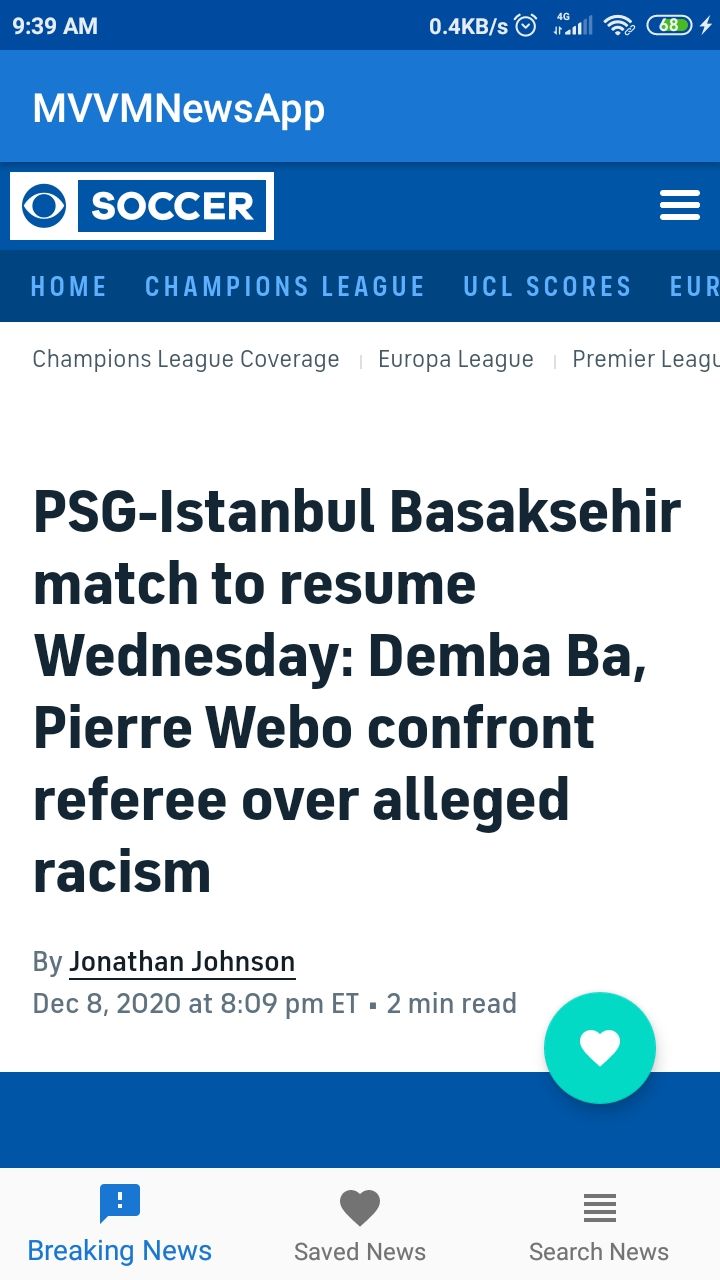 9:39 AM 0.4KB/s 4G 68
MVVMNewsApp
SOCCER
HOME CHAMPIONS LEAGUE UCL SCORES EUR
Champions League Coverage Europa League Premier Leagu
PSG-Istanbul Basaksehir
match to resume
Wednesday: Demba Ba,
Pierre Webo confront
referee over alleged
racism
By Jonathan Johnson
Dec 8, 2020 at 8:09 pm ET • 2 min read
Breaking News Saved News Search News